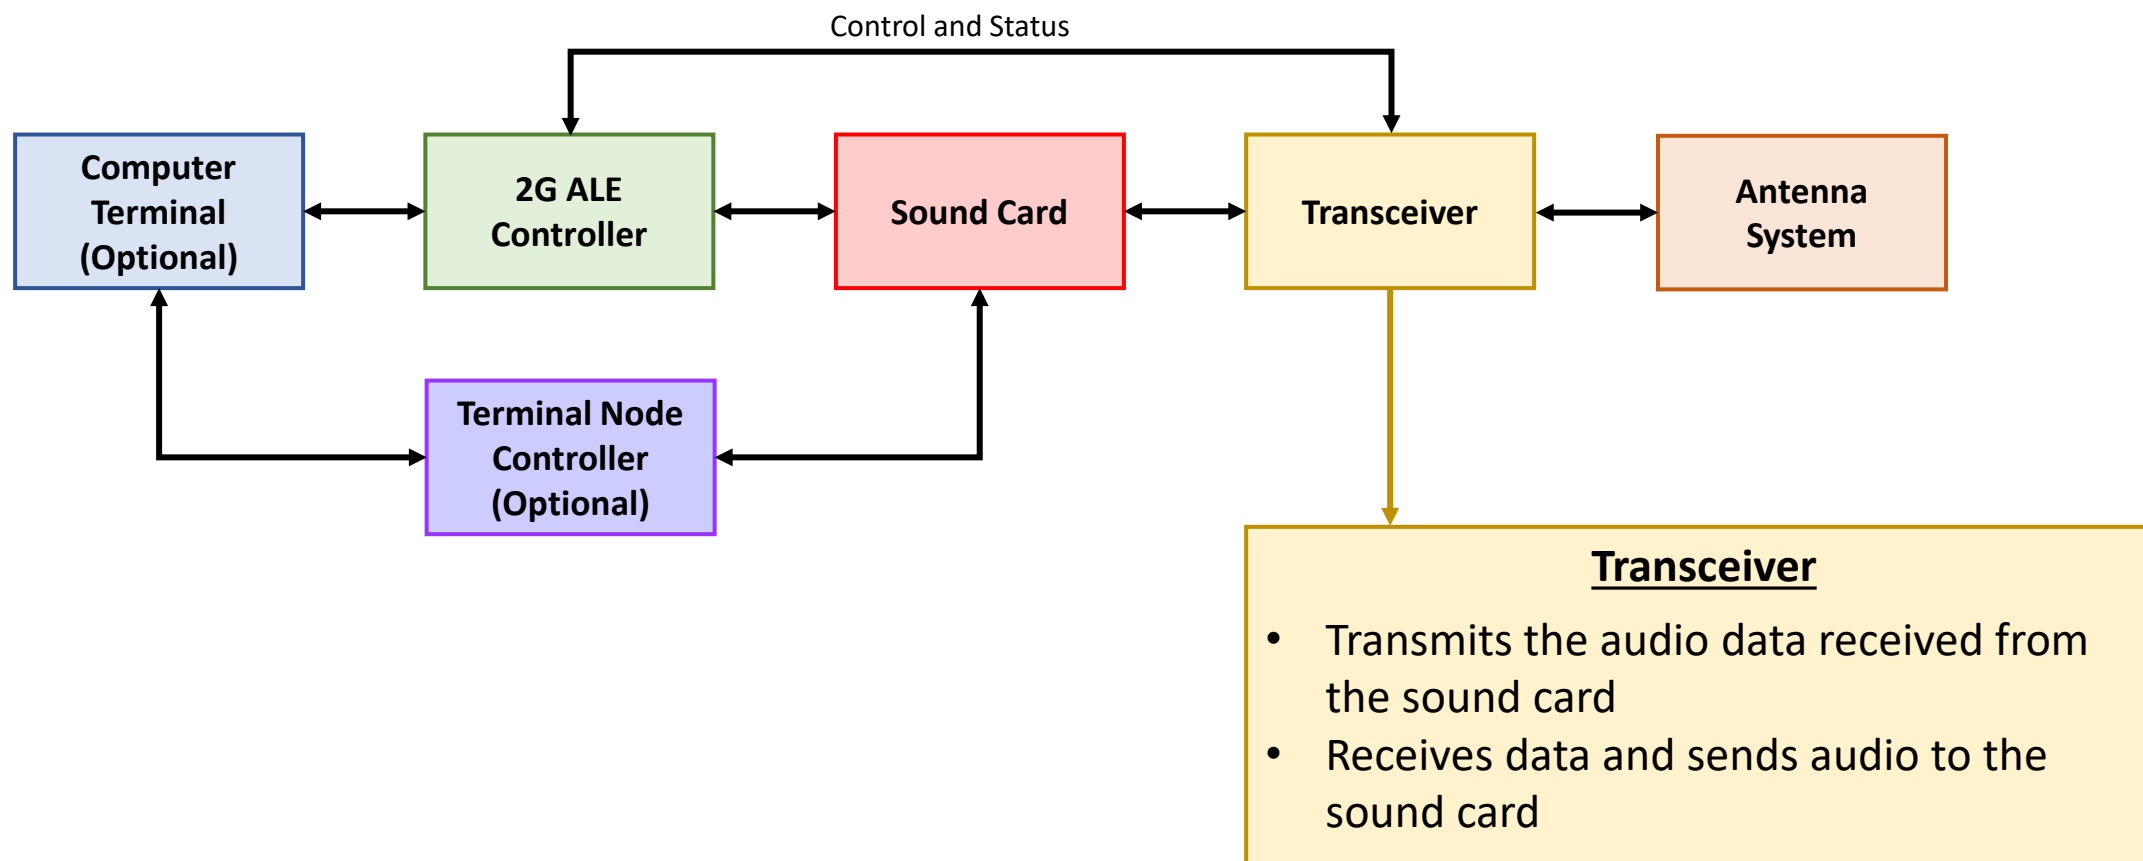 Control and Status
Computer
Terminal
(Optional)
2G ALE
Controller
Sound Card
Transceiver
Antenna
System
Terminal Node
Controller
(Optional)
Transceiver
• Transmits the audio data received from
the sound card
• Receives data and sends audio to the
sound card